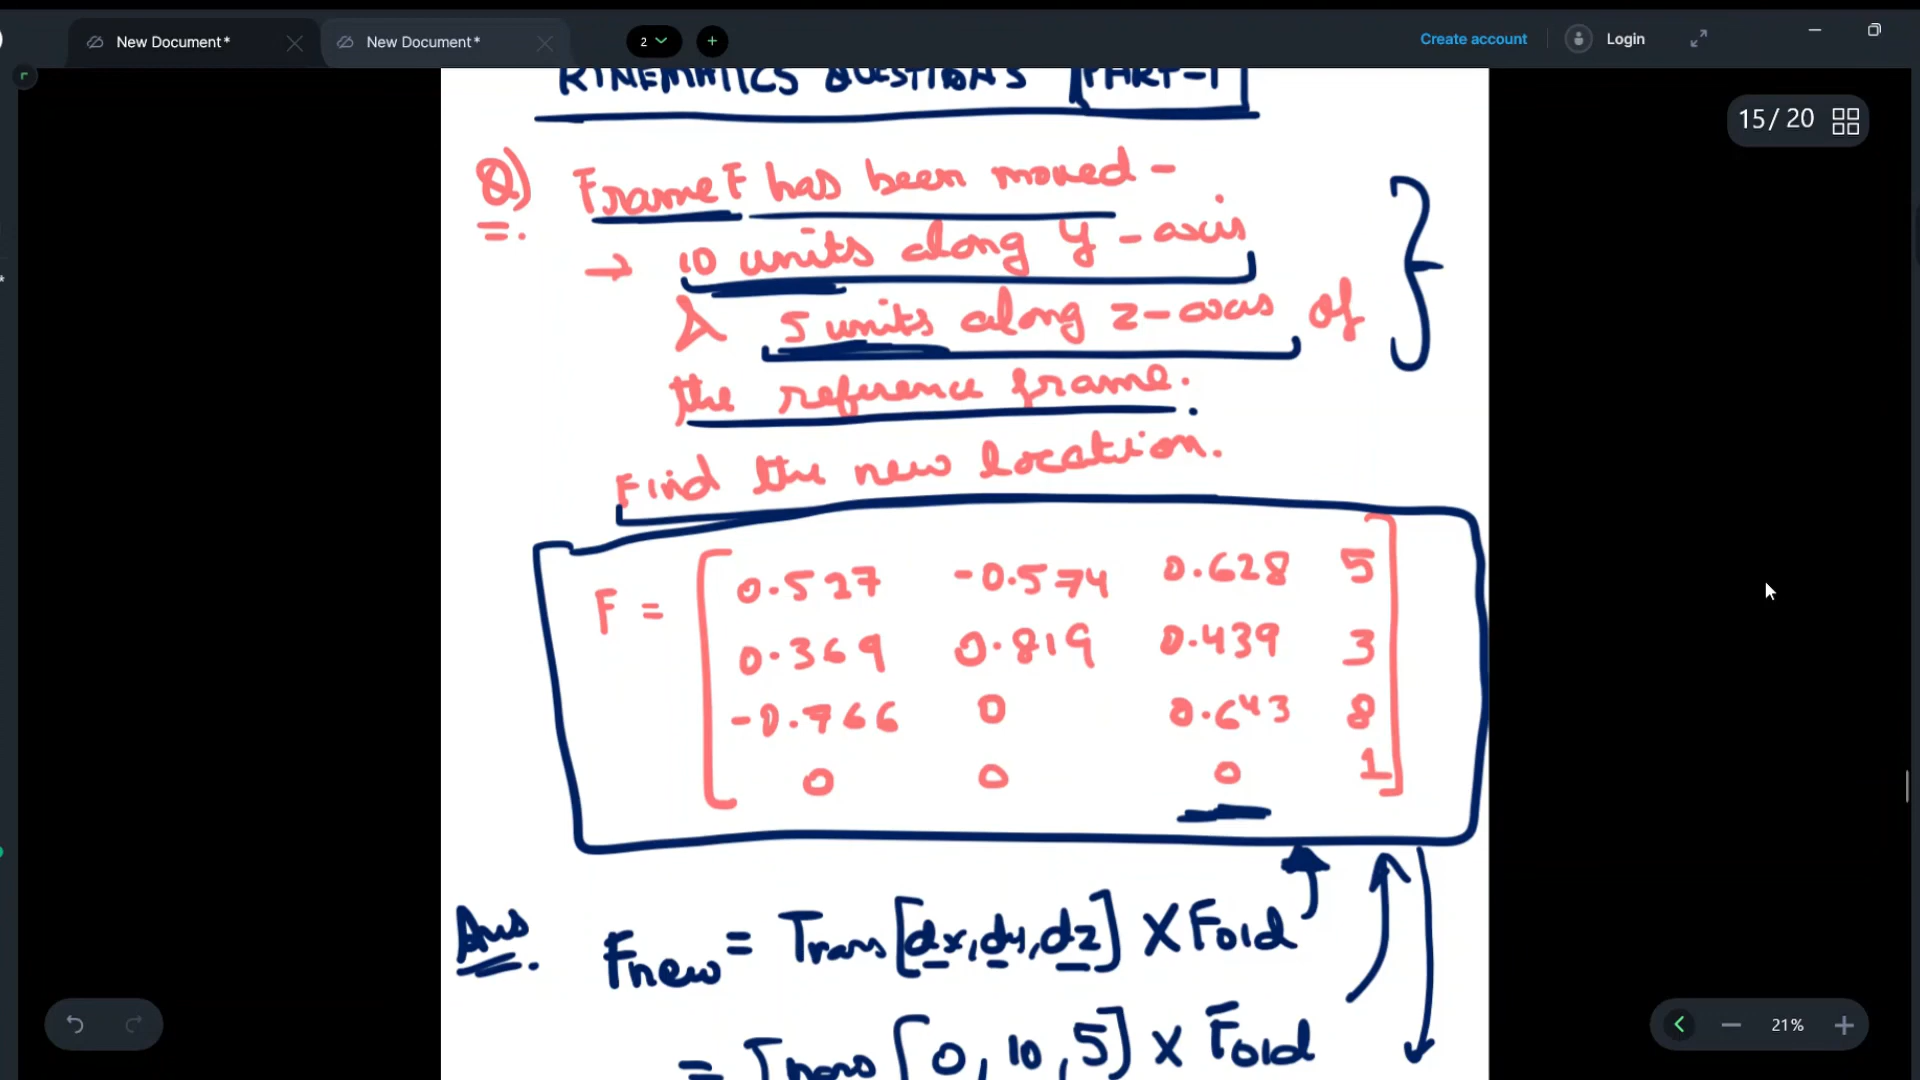 New Document*
New Document*
2
+
Create account
Login
15/ 20
KINEMATICS QUESTIONS PART-1
Q) Frame F has been moved -
=.
→ 10 units along y-axis
& 5 units along z-axis of
the reference frame.
Find the new location.
F = [ 0.527 -0.574 0.628 5
0.369 0.819 0.439 3
-0.766 0 0.643 8
0 0 0 1 ]
Ans. Fnew = Trans[dx,dy,dz] X Fold
= Trans [0, 10, 5] X Fold
21%